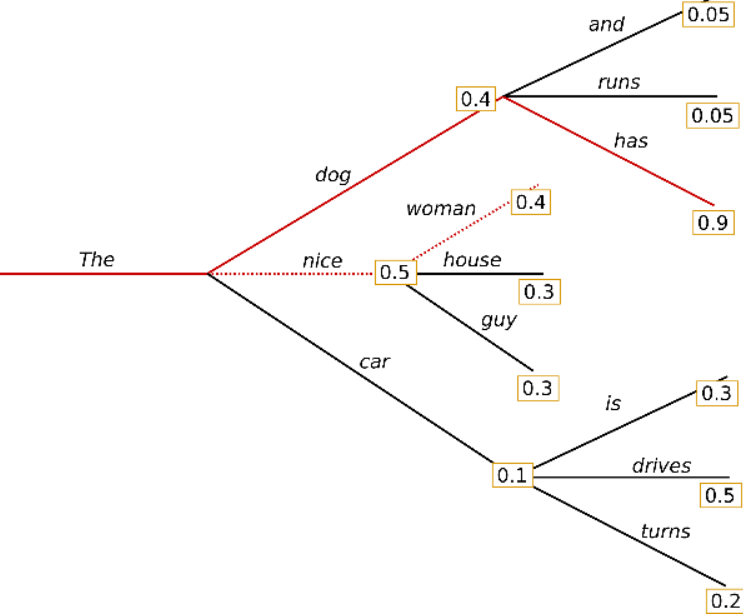 and
0.05
runs
0.4
0.05
has
dog
woman
0.4
0.9
The
nice
0.5
house
0.3
guy
car
0.3
is
0.3
drives
0.1
0.5
turns
0.2